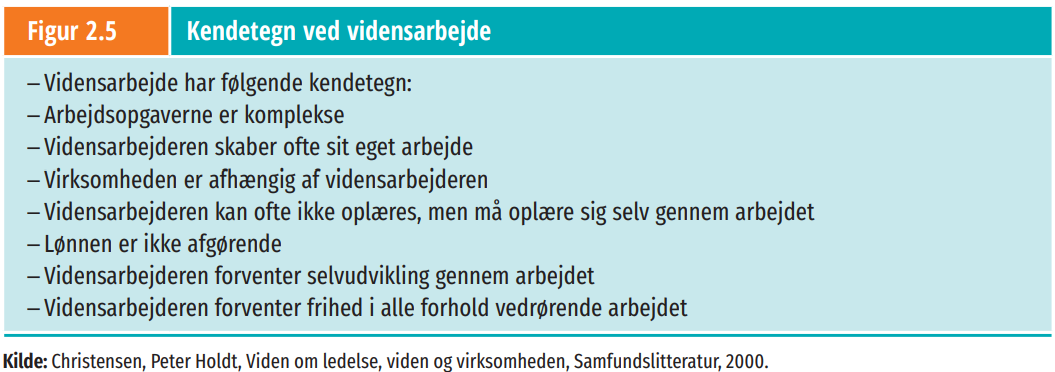 Figur 2.5
Kendetegn ved vidensarbejde
– Vidensarbejde har følgende kendetegn:
– Arbejdsopgaverne er komplekse
– Vidensarbejderen skaber ofte sit eget arbejde
– Virksomheden er afhængig af vidensarbejderen
– Vidensarbejderen kan ofte ikke oplæres, men må oplære sig selv gennem arbejdet
– Lønnen er ikke afgørende
– Vidensarbejderen forventer selvudvikling gennem arbejdet
– Vidensarbejderen forventer frihed i alle forhold vedrørende arbejdet
Kilde: Christensen, Peter Holdt, Viden om ledelse, viden og virksomheden, Samfundslitteratur, 2000.